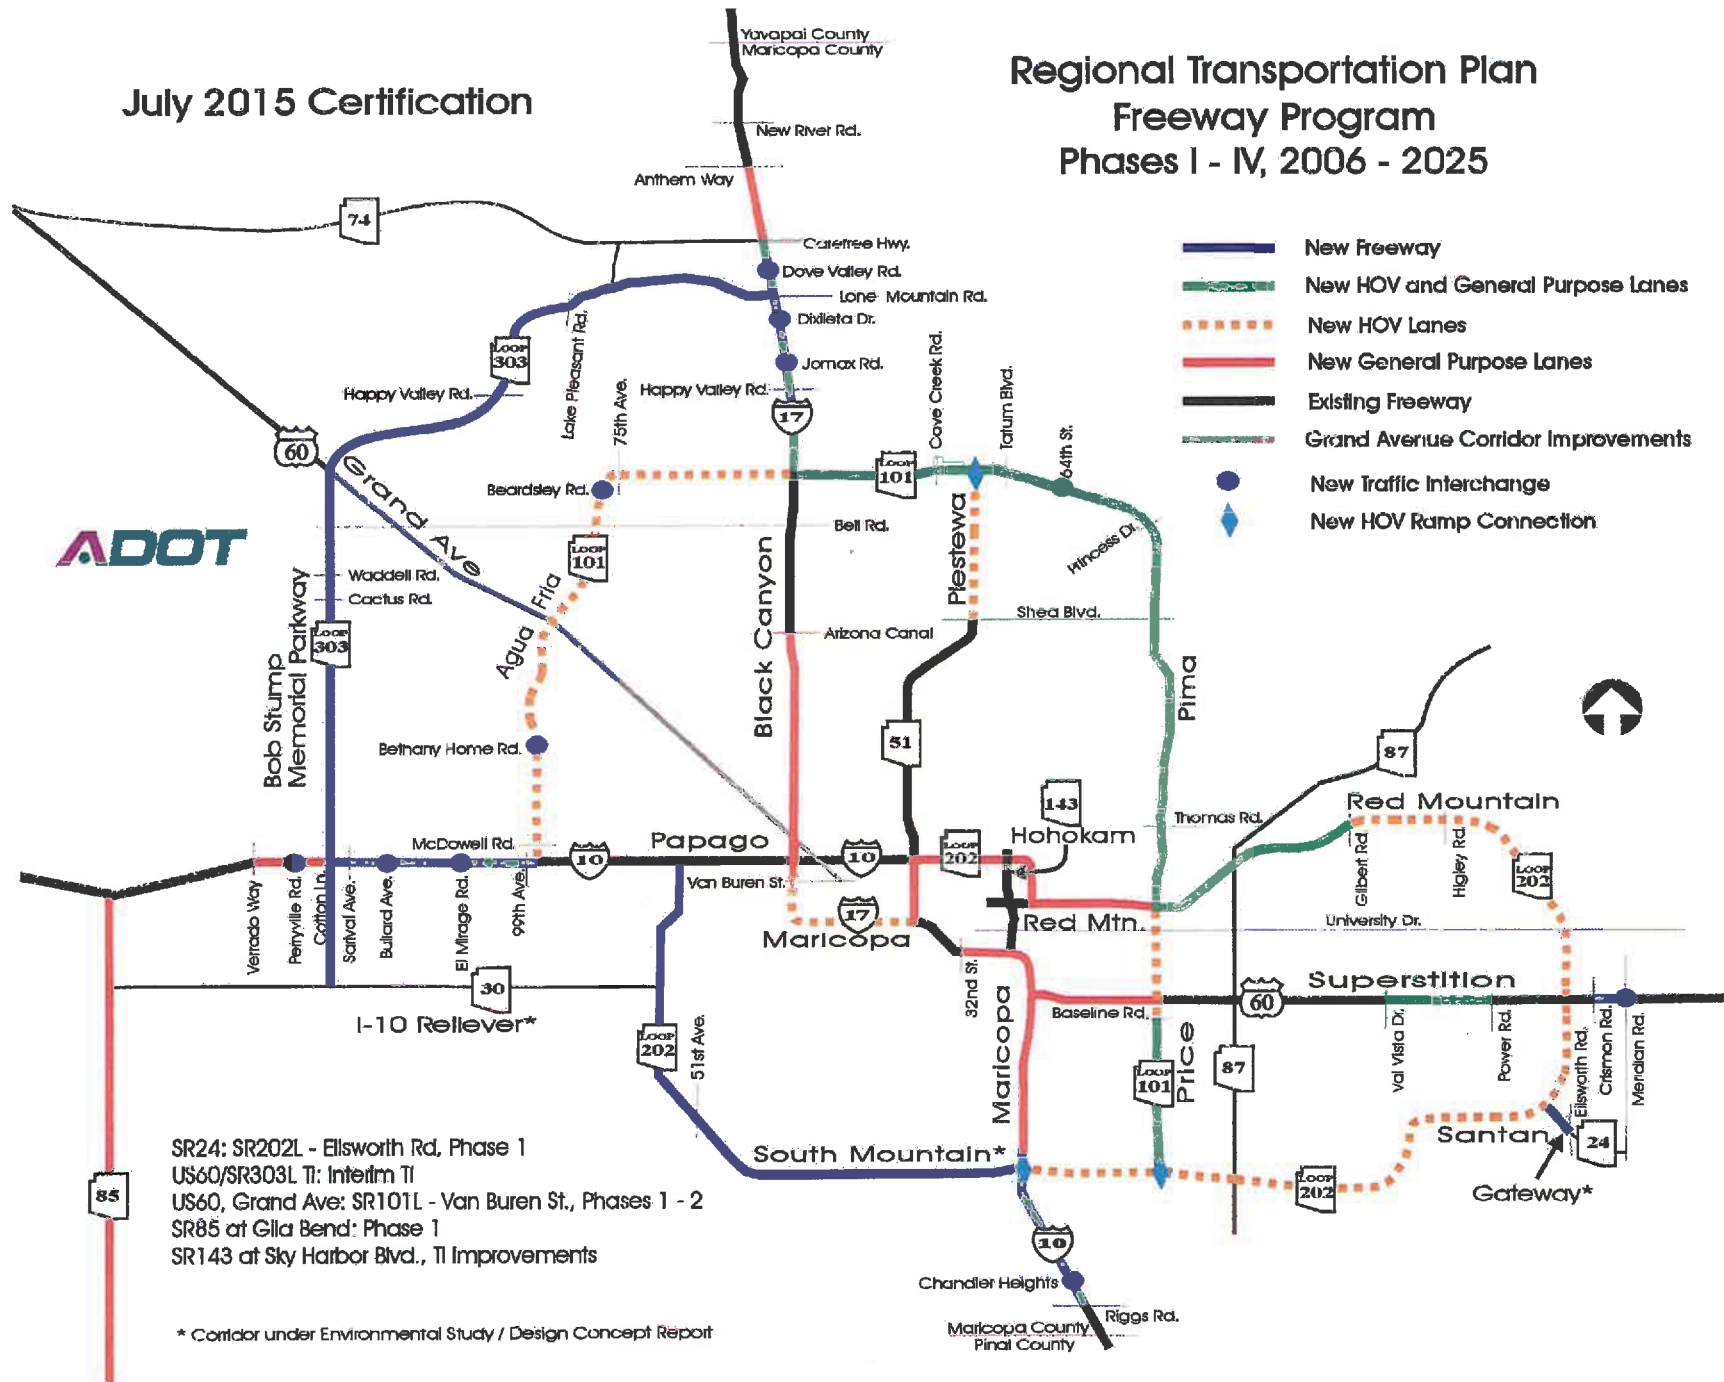 Yavapai County
Maricopa County
July 2015 Certification
Regional Transportation Plan
Freeway Program
Phases I - IV, 2006 - 2025
New River Rd.
Anthem Way
74
Carefree Hwy.
Dove Valley Rd.
Lone Mountain Rd.
Dixileta Dr.
Jomax Rd.
Happy Valley Rd.
17
LOOP
303
Happy Valley Rd.
Lake Pleasant Rd.
75th Ave.
Cave Creek Rd.
Tatum Blvd.
64th St.
New Freeway
New HOV and General Purpose Lanes
New HOV Lanes
New General Purpose Lanes
Existing Freeway
Grand Avenue Corridor Improvements
New Traffic Interchange
New HOV Ramp Connection
60
Grand Ave
Beardsley Rd.
LOOP
101
Bell Rd.
Piestewa
Princess Dr.
ADOT
LOOP
101
Waddell Rd.
Cactus Rd.
Agua Fria
Black Canyon
Arizona Canal
Shea Blvd.
LOOP
303
Bob Stump
Memorial Parkway
Pima
51
87
Bethany Home Rd.
143
Hohokam
Thomas Rd.
Red Mountain
McDowell Rd.
10
Papago
10
LOOP
202
Gilbert Rd.
Higley Rd.
LOOP
202
Van Buren St.
Verrado Way
Perryville Rd.
Cotton Ln.
Sarival Ave.
Bullard Ave.
El Mirage Rd.
99th Ave.
17
Maricopa
Red Mtn.
University Dr.
32nd St.
30
I-10 Reliever*
Superstition
60
Baseline Rd.
Maricopa
LOOP
202
51st Ave.
LOOP
101
Price
87
Val Vista Dr.
Power Rd.
Ellsworth Rd.
Crismon Rd.
Meridian Rd.
Santan
24
Gateway*
South Mountain*
LOOP
202
85
SR24: SR202L - Ellsworth Rd, Phase 1
US60/SR303L TI: Interim TI
US60, Grand Ave: SR101L - Van Buren St., Phases 1 - 2
SR85 at Gila Bend: Phase 1
SR143 at Sky Harbor Blvd., TI Improvements
10
Chandler Heights
Riggs Rd.
Maricopa County
Pinal County
* Corridor under Environmental Study / Design Concept Report